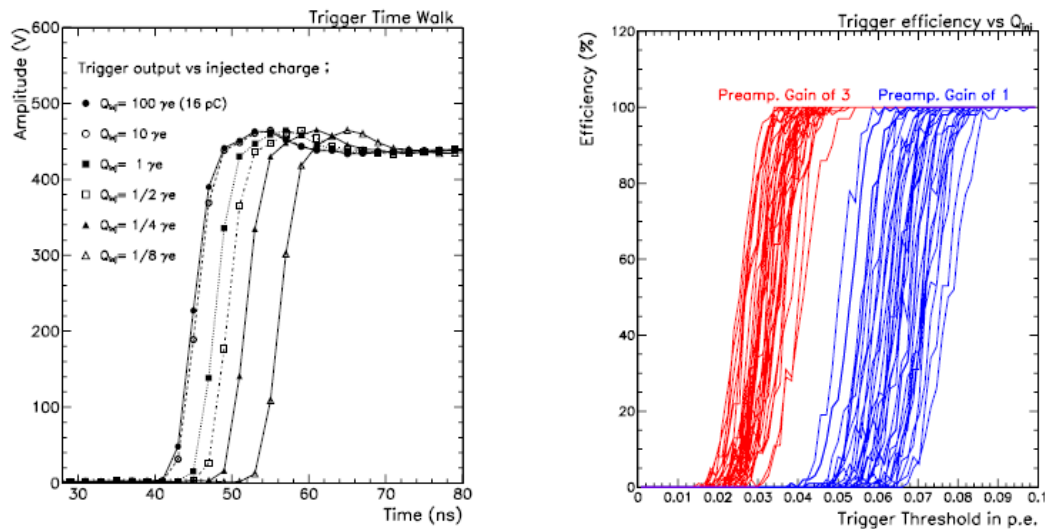 Trigger Time Walk
Amplitude (V)
600
500
400
300
200
100
0
Trigger output vs injected charge ;
Q_inj= 100 γe (16 pC)
Q_inj= 10 γe
Q_inj= 1 γe
Q_inj= 1/2 γe
Q_inj= 1/4 γe
Q_inj= 1/8 γe
30 40 50 60 70 80
Time (ns)
Trigger efficiency vs Q_inj
Efficiency (%)
120
100
80
60
40
20
0
Preamp. Gain of 3
Preamp. Gain of 1
0 0.01 0.02 0.03 0.04 0.05 0.06 0.07 0.08 0.09 0.1
Trigger Threshold in p.e.